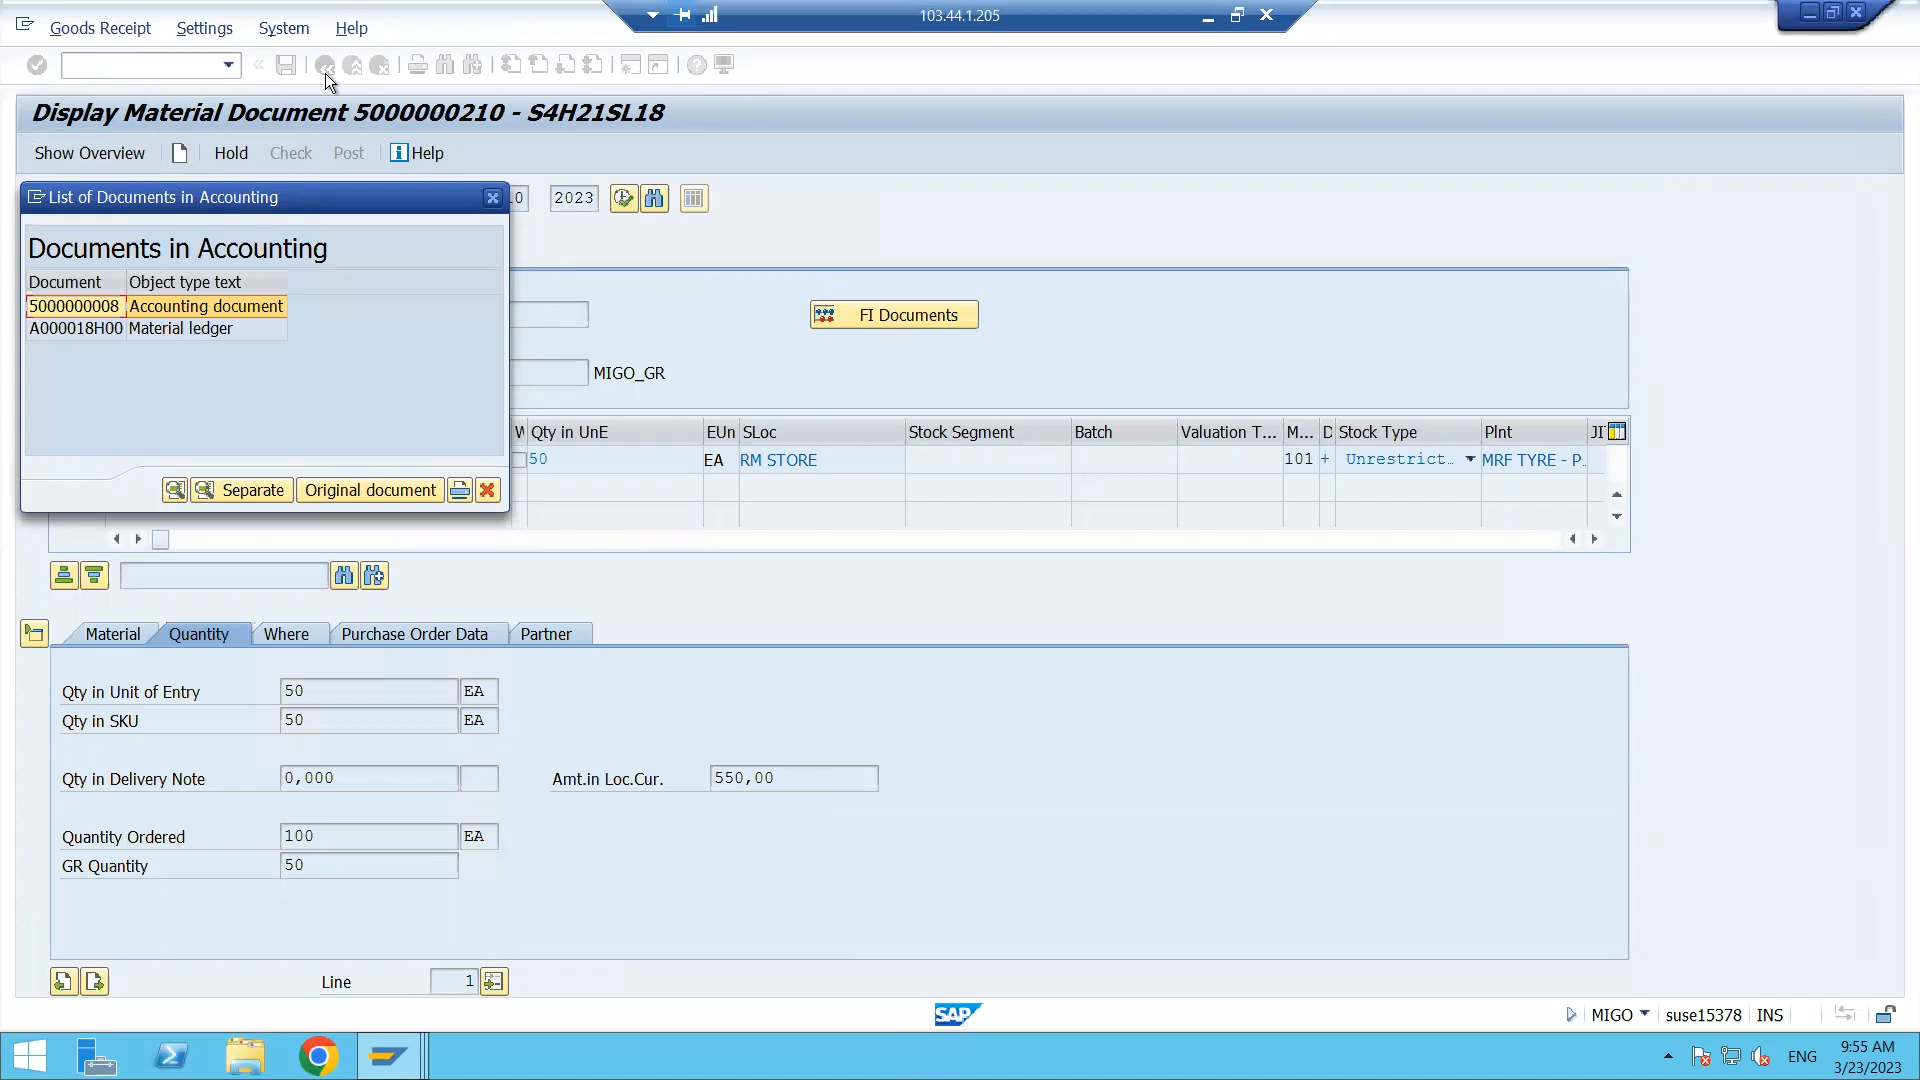 103.44.1.205
Goods Receipt Settings System Help
Display Material Document 5000000210 - S4H21SL18
Show Overview Hold Check Post Help
List of Documents in Accounting
2023
Documents in Accounting
Document Object type text
5000000008 Accounting document
A000018H00 Material ledger
FI Documents
MIGO_GR
Qty in UnE EUn SLoc Stock Segment Batch Valuation T... M... D Stock Type Plnt
50 EA RM STORE 101 + Unrestrict.. MRF TYRE - P..
Separate Original document
Material Quantity Where Purchase Order Data Partner
Qty in Unit of Entry 50 EA
Qty in SKU 50 EA
Qty in Delivery Note 0,000 Amt.in Loc.Cur. 550,00
Quantity Ordered 100 EA
GR Quantity 50
Line 1
SAP MIGO suse15378 INS
ENG 9:55 AM
3/23/2023